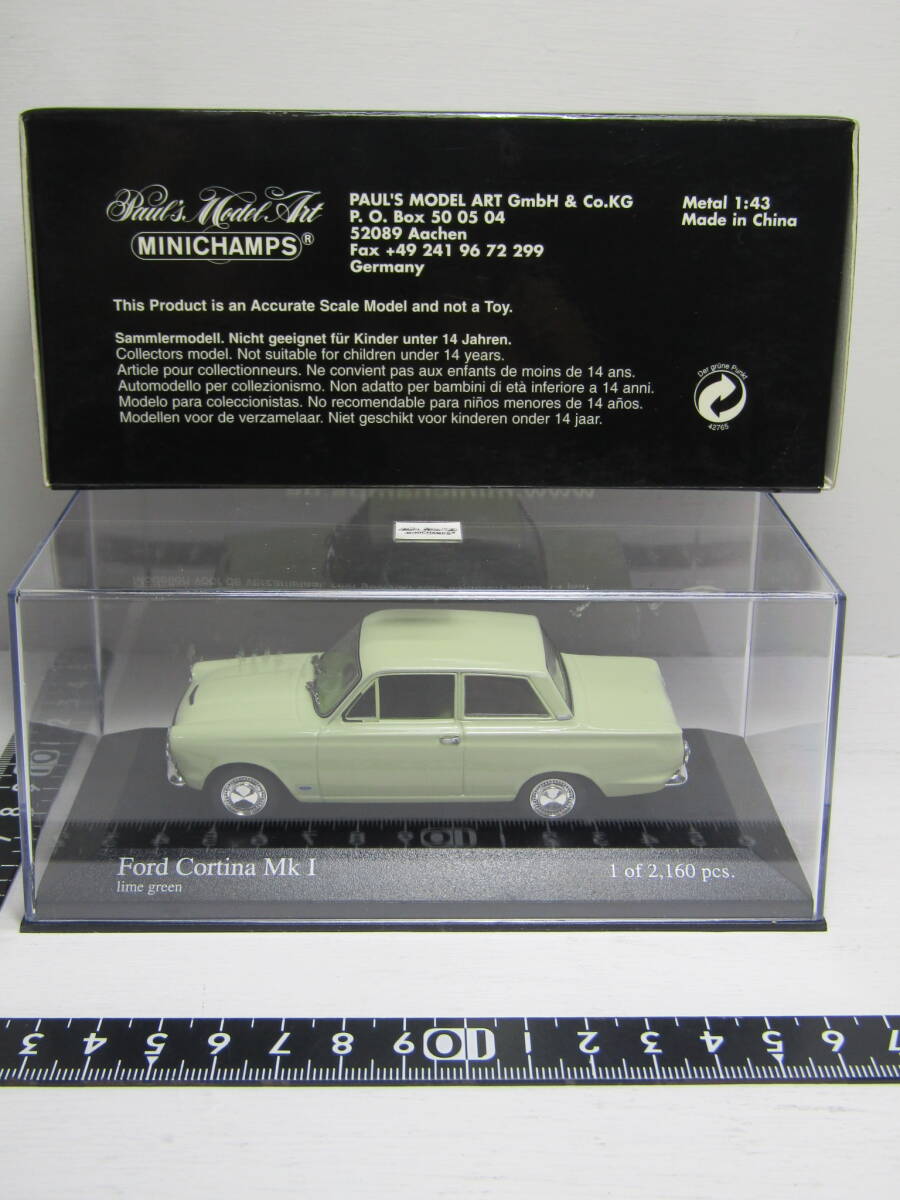 Paul's Model Art
MINICHAMPS®
PAUL'S MODEL ART GmbH & Co.KG
P. O. Box 50 05 04
52089 Aachen
Fax +49 241 96 72 299
Germany
Metal 1:43
Made in China
This Product is an Accurate Scale Model and not a Toy.
Sammlermodell. Nicht geeignet für Kinder unter 14 Jahren.
Collectors model. Not suitable for children under 14 years.
Article pour collectionneurs. Ne convient pas aux enfants de moins de 14 ans.
Automodello per collezionismo. Non adatto per bambini di età inferiore a 14 anni.
Modelo para coleccionistas. No recomendable para niños menores de 14 años.
Modellen voor de verzamelaar. Niet geschikt voor kinderen onder 14 jaar.
Der grüne Punkt
42765
Paul's Model Art
MINICHAMPS®
Ford Cortina Mk I
lime green
1 of 2,160 pcs.
3 4 5 6 7 8 9 10 1 2 3 4 5 6 7